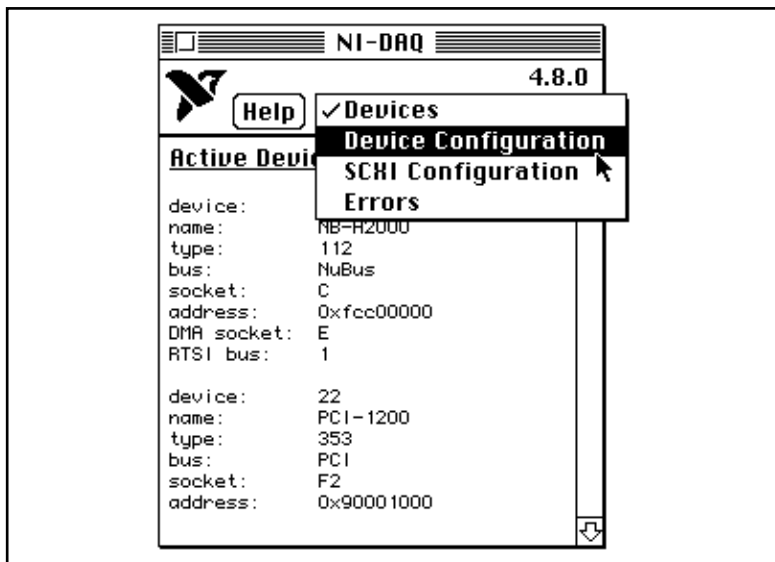 NI-DAQ
4.8.0
Help
✓Devices
Device Configuration
SCXI Configuration
Errors
Active Devi
device:
name: NB-A2000
type: 112
bus: NuBus
socket: C
address: 0xfcc00000
DMA socket: E
RTSI bus: 1
device: 22
name: PCI-1200
type: 353
bus: PCI
socket: F2
address: 0x90001000